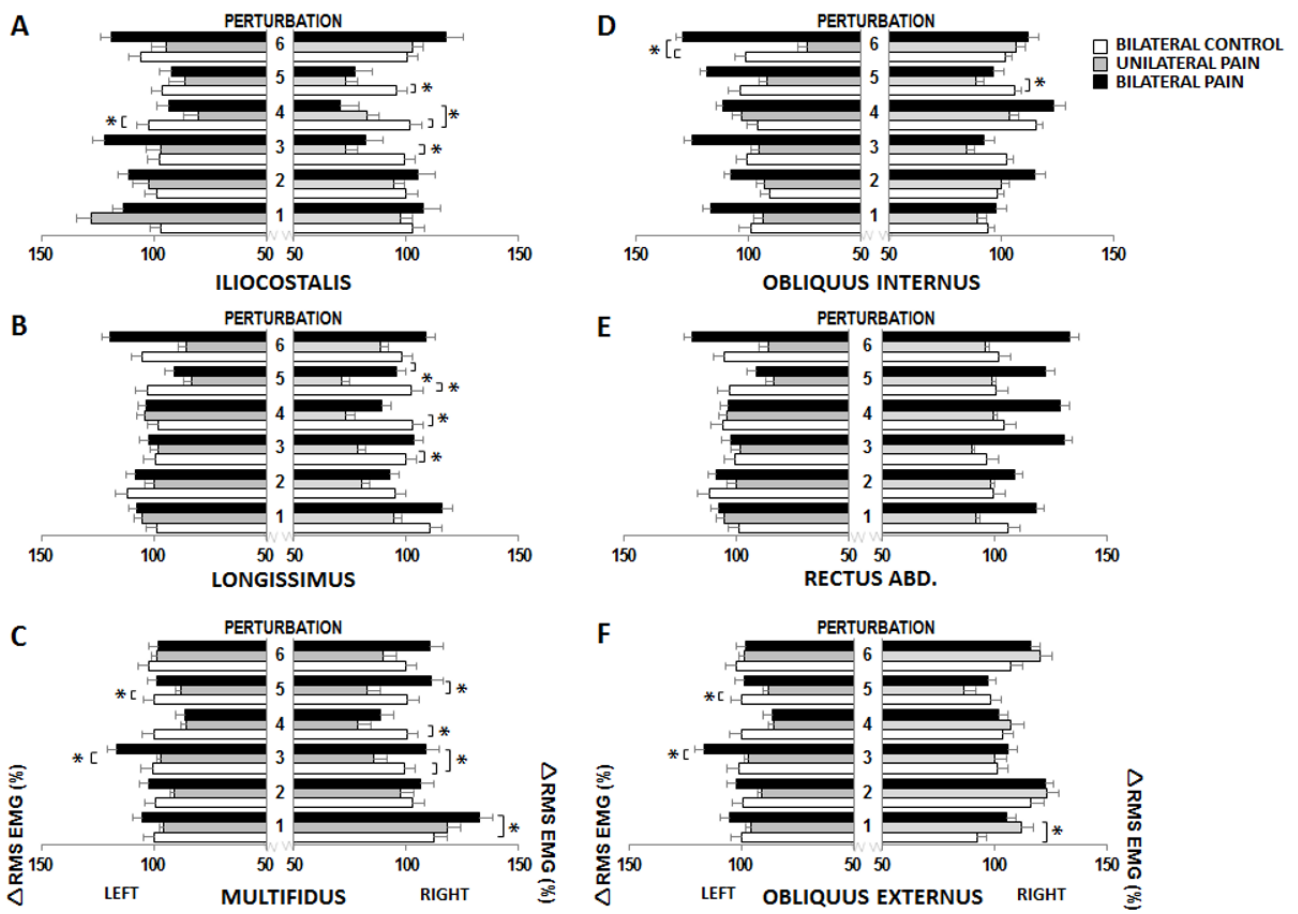 A
PERTURBATION
6
5
*
* 4 *
3 *
2
1
150 100 50 50 100 150
ILIOCOSTALIS
D
PERTURBATION
* 6
5 *
4
3
2
1
150 100 50 50 100 150
OBLIQUUS INTERNUS
BILATERAL CONTROL
UNILATERAL PAIN
BILATERAL PAIN
B
PERTURBATION
6
5 *
*
4 *
3 *
2
1
150 100 50 50 100 150
LONGISSIMUS
E
PERTURBATION
6
5
4
3
2
1
150 100 50 50 100 150
RECTUS ABD.
C
PERTURBATION
6
* 5 *
4 *
* 3 *
2
1 *
150 100 50 50 100 150
LEFT MULTIFIDUS RIGHT
△RMS EMG (%)
△RMS EMG (%)
F
PERTURBATION
6
* 5
4
* 3
2
1 *
150 100 50 50 100 150
LEFT OBLIQUUS EXTERNUS RIGHT
△RMS EMG (%)
△RMS EMG (%)